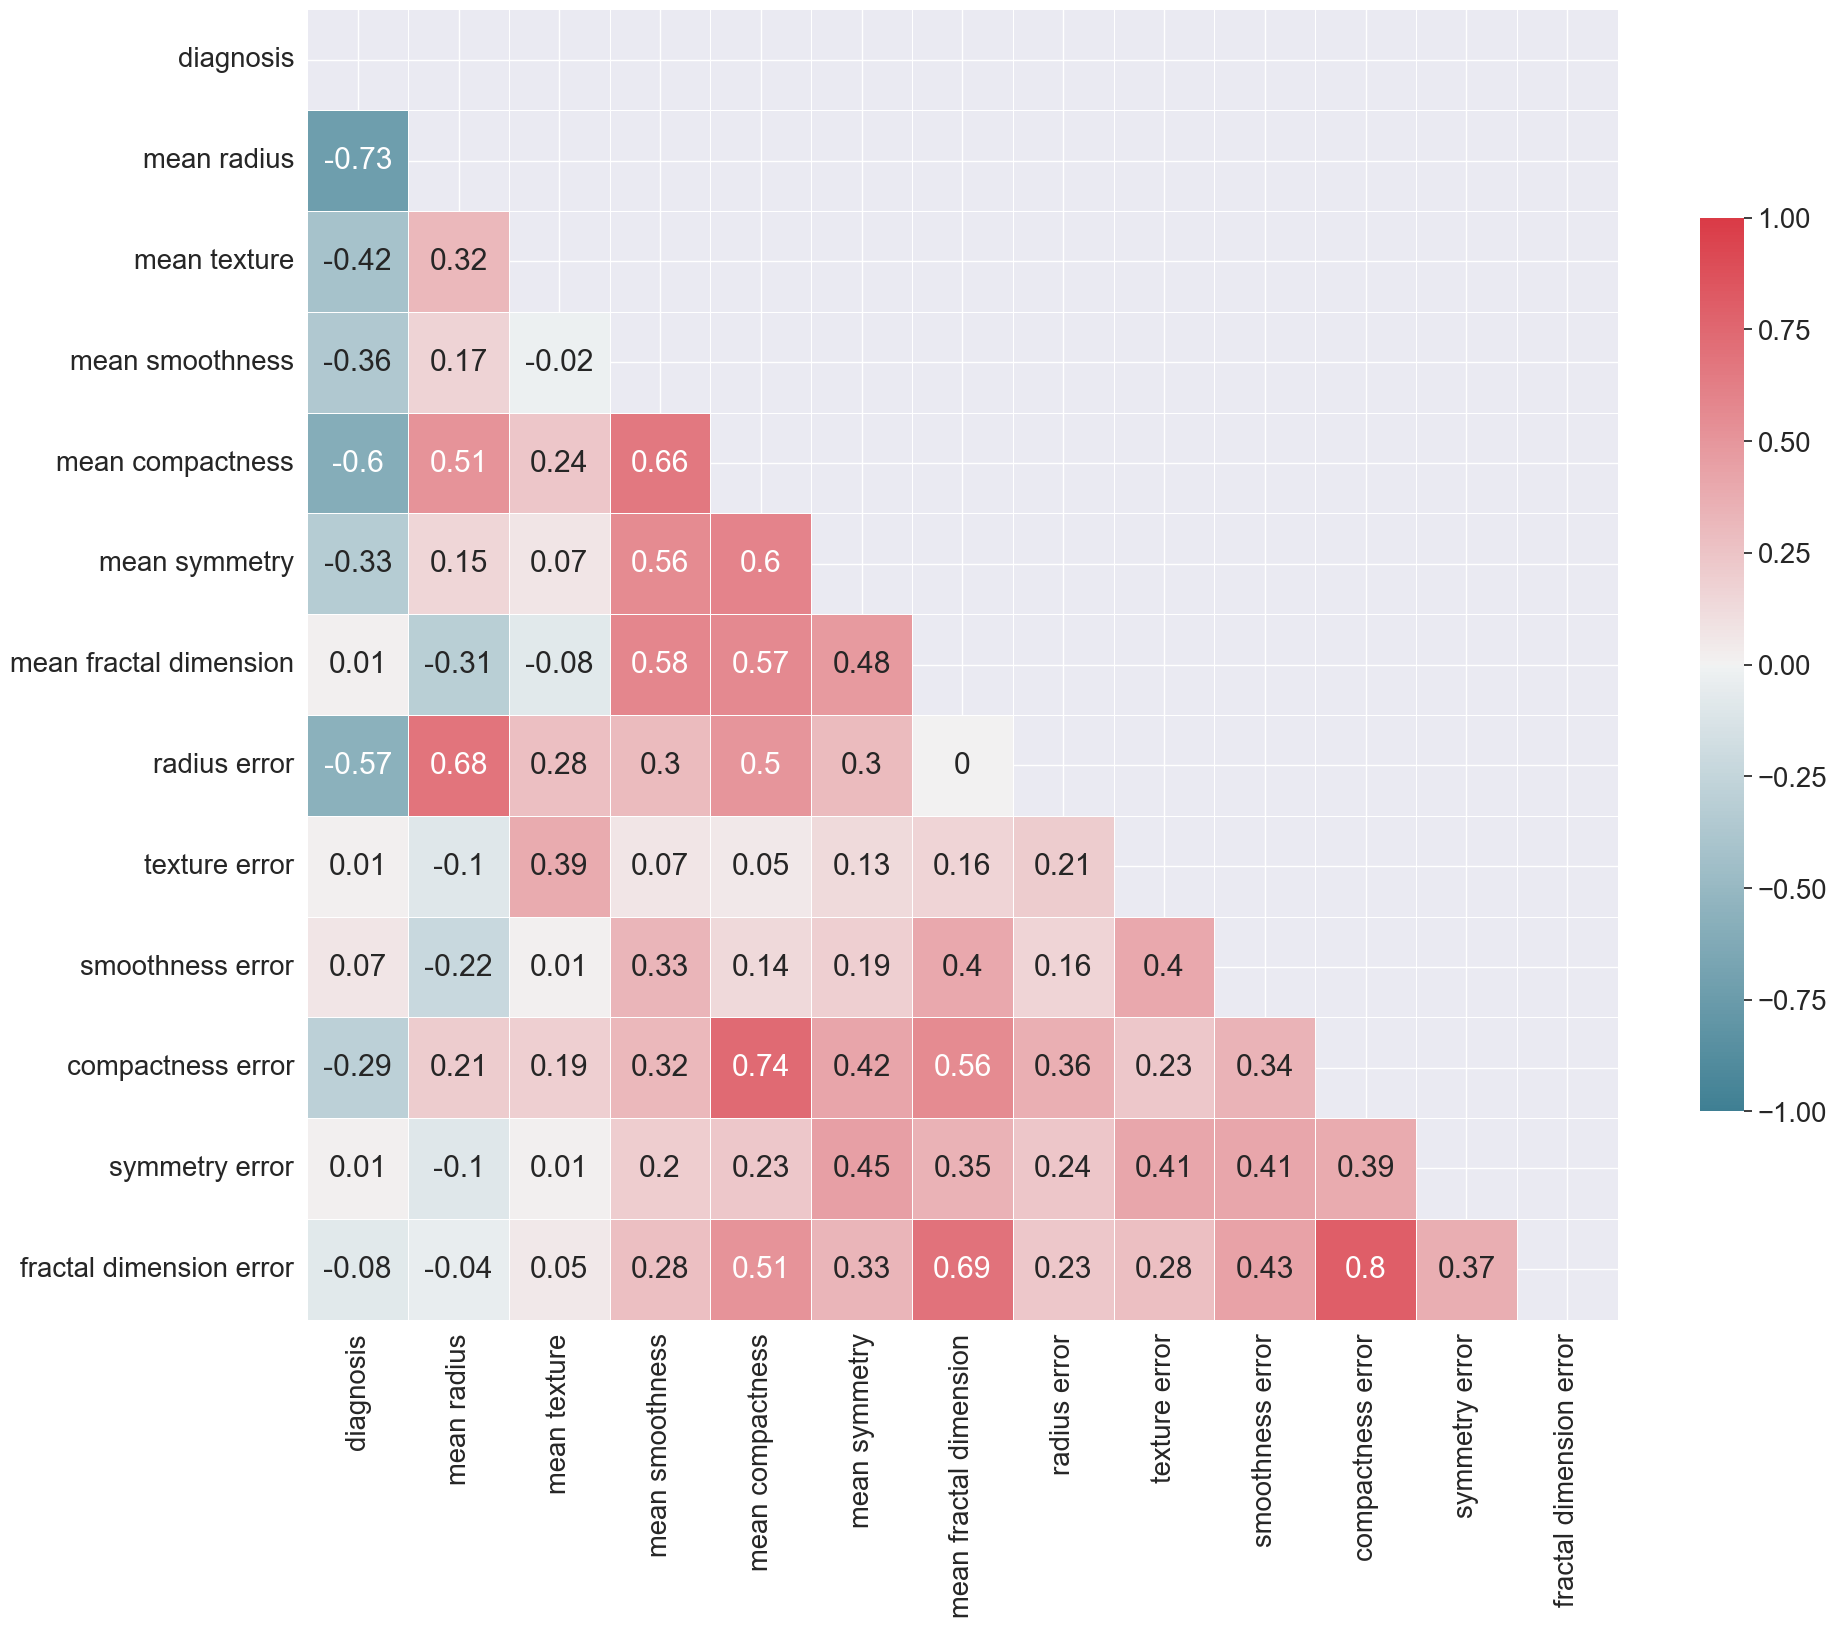 diagnosis
mean radius -0.73
mean texture -0.42 0.32
mean smoothness -0.36 0.17 -0.02
mean compactness -0.6 0.51 0.24 0.66
mean symmetry -0.33 0.15 0.07 0.56 0.6
mean fractal dimension 0.01 -0.31 -0.08 0.58 0.57 0.48
radius error -0.57 0.68 0.28 0.3 0.5 0.3 0
texture error 0.01 -0.1 0.39 0.07 0.05 0.13 0.16 0.21
smoothness error 0.07 -0.22 0.01 0.33 0.14 0.19 0.4 0.16 0.4
compactness error -0.29 0.21 0.19 0.32 0.74 0.42 0.56 0.36 0.23 0.34
symmetry error 0.01 -0.1 0.01 0.2 0.23 0.45 0.35 0.24 0.41 0.41 0.39
fractal dimension error -0.08 -0.04 0.05 0.28 0.51 0.33 0.69 0.23 0.28 0.43 0.8 0.37
diagnosis
mean radius
mean texture
mean smoothness
mean compactness
mean symmetry
mean fractal dimension
radius error
texture error
smoothness error
compactness error
symmetry error
fractal dimension error
1.00
0.75
0.50
0.25
0.00
−0.25
−0.50
−0.75
−1.00